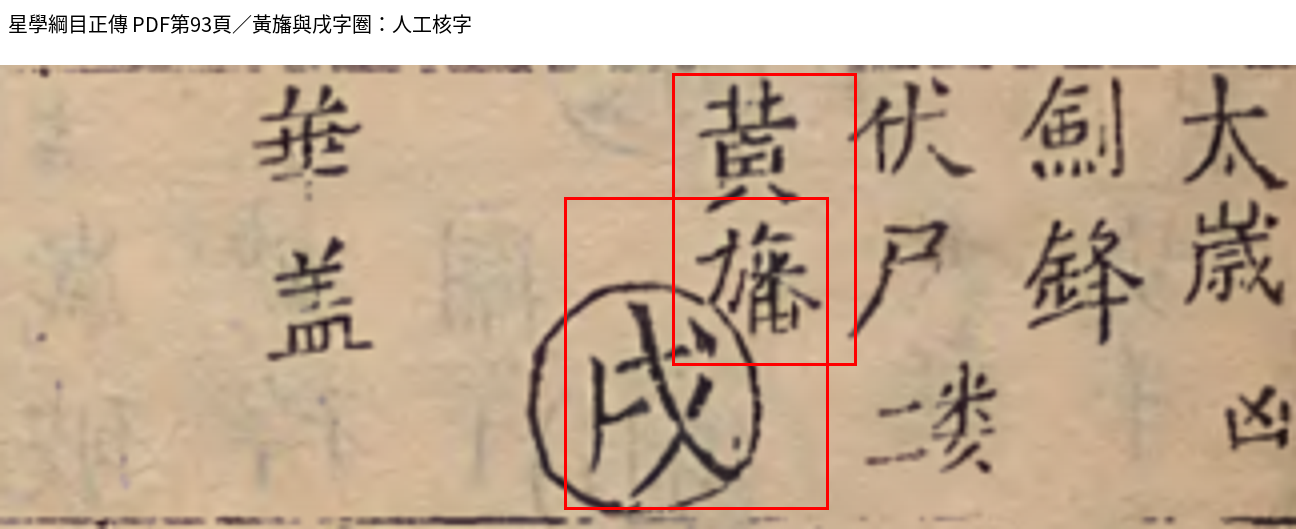 星學綱目正傳 PDF第93頁／黃旛與戌字圈：人工核字
太歲 凶
劍鋒
伏尸 二类
黃旛
戌
華盖